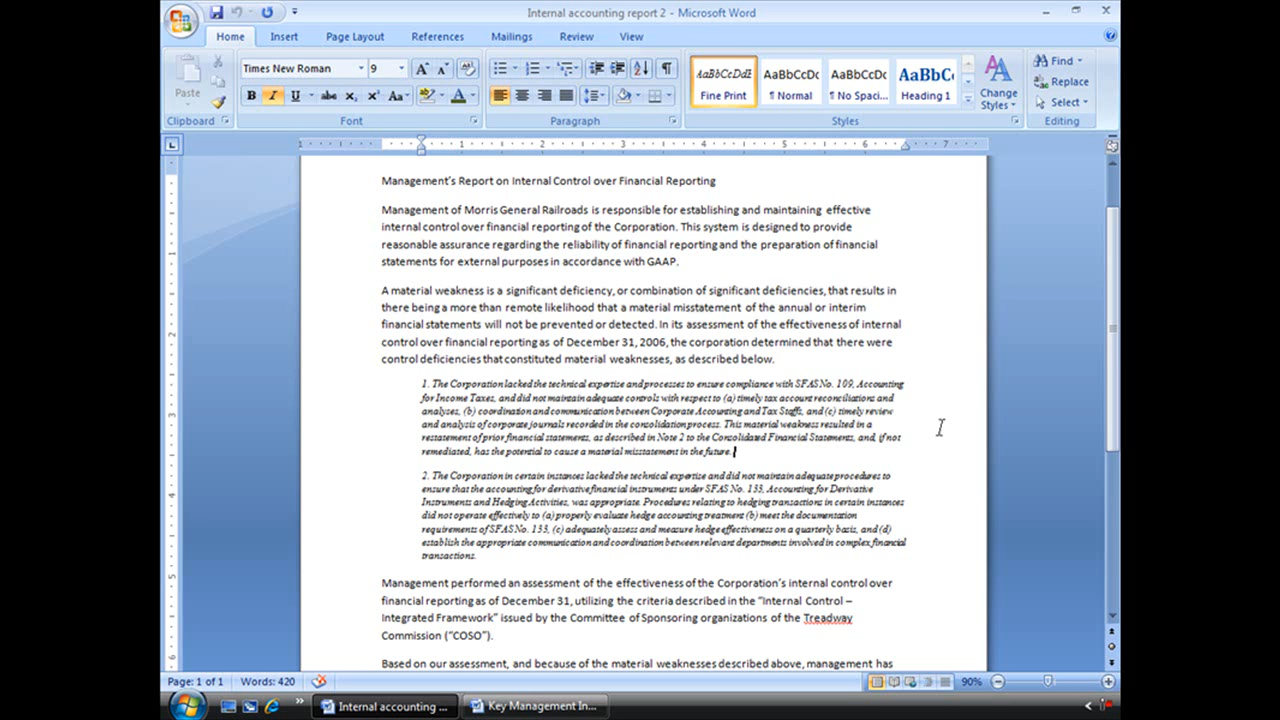 Internal accounting report 2 - Microsoft Word
Home Insert Page Layout References Mailings Review View
Times New Roman 9
Paste
Clipboard Font Paragraph Styles Editing
AaBbCcDdE AaBbCcDc AaBbCcDc AaBbC
Fine Print ¶ Normal ¶ No Spaci... Heading 1
Change Styles
Find
Replace
Select
1 1 2 3 4 5 6 7
Management's Report on Internal Control over Financial Reporting
Management of Morris General Railroads is responsible for establishing and maintaining effective
internal control over financial reporting of the Corporation. This system is designed to provide
reasonable assurance regarding the reliability of financial reporting and the preparation of financial
statements for external purposes in accordance with GAAP.
A material weakness is a significant deficiency, or combination of significant deficiencies, that results in
there being a more than remote likelihood that a material misstatement of the annual or interim
financial statements will not be prevented or detected. In its assessment of the effectiveness of internal
control over financial reporting as of December 31, 2006, the corporation determined that there were
control deficiencies that constituted material weaknesses, as described below.
1. The Corporation lacked the technical expertise and processes to ensure compliance with SFAS No. 109, Accounting
for Income Taxes, and did not maintain adequate controls with respect to (a) timely tax account reconciliations and
analyses, (b) coordination and communication between Corporate Accounting and Tax Staffs, and (c) timely review
and analysis of corporate journals recorded in the consolidation process. This material weakness resulted in a
restatement of prior financial statements, as described in Note 2 to the Consolidated Financial Statements, and, if not
remediated, has the potential to cause a material misstatement in the future.
2. The Corporation in certain instances lacked the technical expertise and did not maintain adequate procedures to
ensure that the accounting for derivative financial instruments under SFAS No. 133, Accounting for Derivative
Instruments and Hedging Activities, was appropriate. Procedures relating to hedging transactions in certain instances
did not operate effectively to (a) properly evaluate hedge accounting treatment (b) meet the documentation
requirements of SFAS No. 133, (c) adequately assess and measure hedge effectiveness on a quarterly basis, and (d)
establish the appropriate communication and coordination between relevant departments involved in complex financial
transactions.
Management performed an assessment of the effectiveness of the Corporation's internal control over
financial reporting as of December 31, utilizing the criteria described in the "Internal Control –
Integrated Framework" issued by the Committee of Sponsoring organizations of the Treadway
Commission ("COSO").
Based on our assessment, and because of the material weaknesses described above, management has
Page: 1 of 1 Words: 420 90%
Internal accounting ... Key Management In...